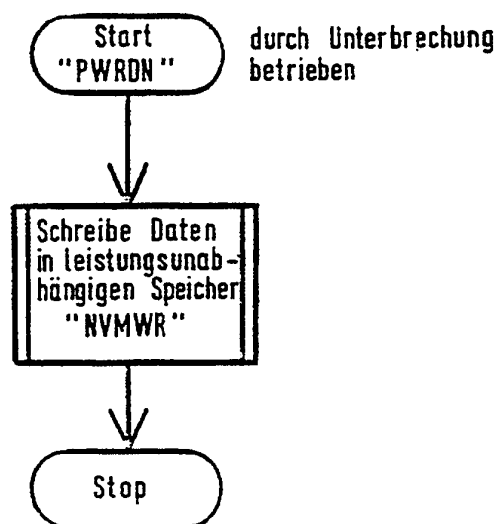 Start
"PWRDN"
durch Unterbrechung
betrieben
Schreibe Daten
in leistungsunab-
hängigen Speicher
"NVMWR"
Stop